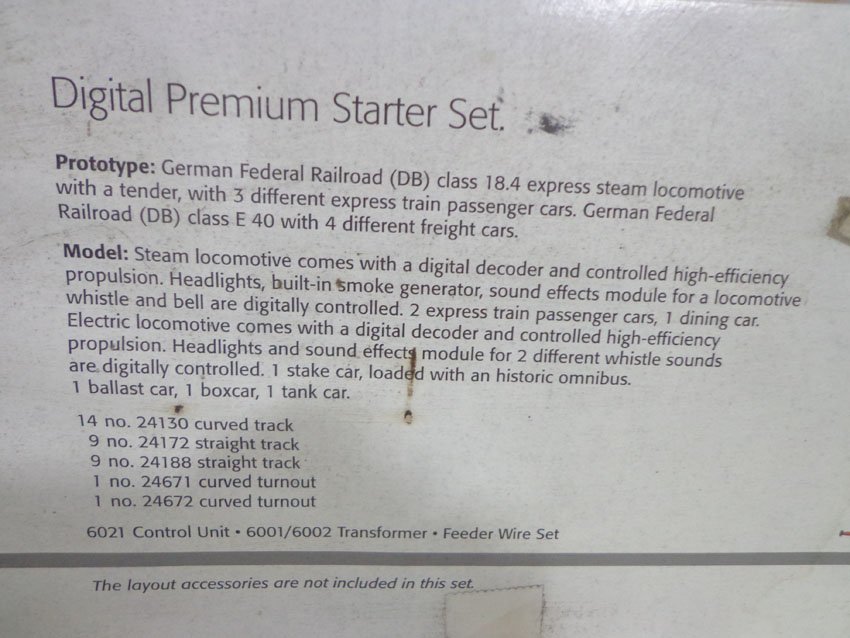 Digital Premium Starter Set.
Prototype: German Federal Railroad (DB) class 18.4 express steam locomotive
with a tender, with 3 different express train passenger cars. German Federal
Railroad (DB) class E 40 with 4 different freight cars.
Model: Steam locomotive comes with a digital decoder and controlled high-efficiency
propulsion. Headlights, built-in smoke generator, sound effects module for a locomotive
whistle and bell are digitally controlled. 2 express train passenger cars, 1 dining car.
Electric locomotive comes with a digital decoder and controlled high-efficiency
propulsion. Headlights and sound effects module for 2 different whistle sounds
are digitally controlled. 1 stake car, loaded with an historic omnibus.
1 ballast car, 1 boxcar, 1 tank car.
14 no. 24130 curved track
9 no. 24172 straight track
9 no. 24188 straight track
1 no. 24671 curved turnout
1 no. 24672 curved turnout
6021 Control Unit • 6001/6002 Transformer • Feeder Wire Set
The layout accessories are not included in this set.